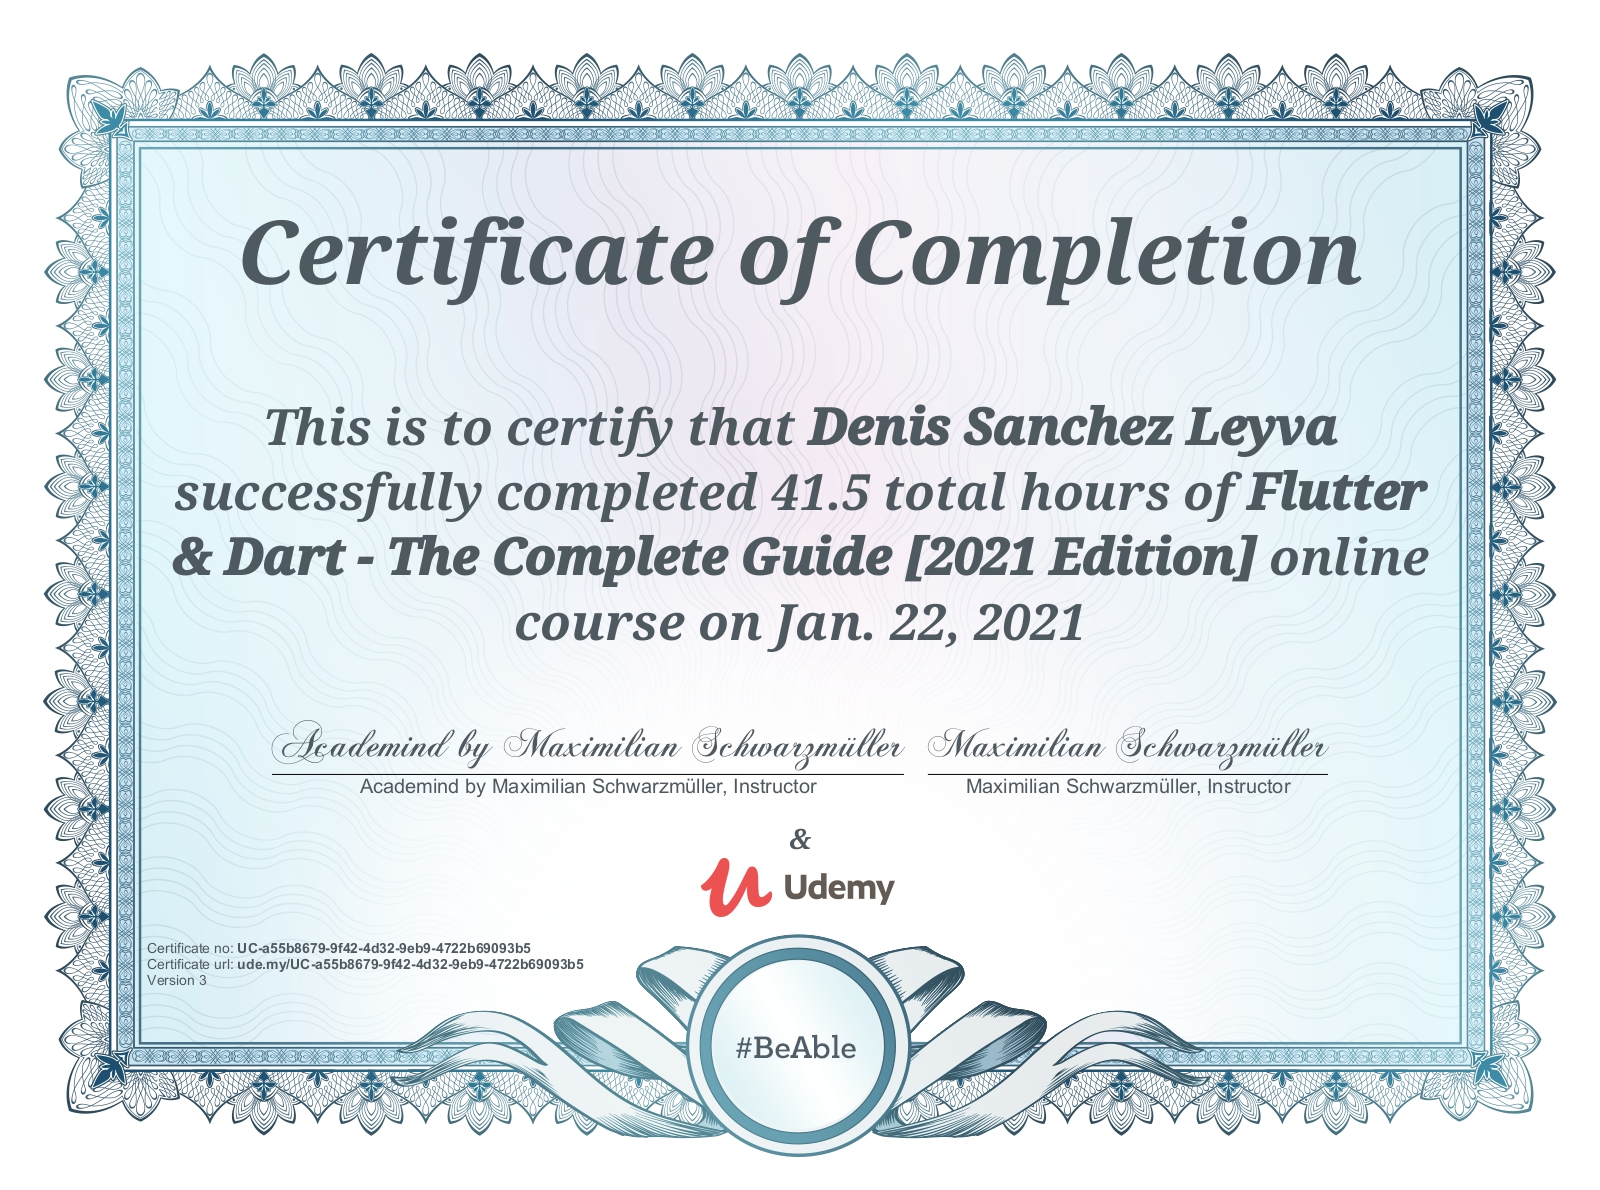 Certificate of Completion
This is to certify that Denis Sanchez Leyva
successfully completed 41.5 total hours of Flutter
& Dart - The Complete Guide [2021 Edition] online
course on Jan. 22, 2021
Academind by Maximilian Schwarzmüller Maximilian Schwarzmüller
Academind by Maximilian Schwarzmüller, Instructor Maximilian Schwarzmüller, Instructor
&
Udemy
Certificate no: UC-a55b8679-9f42-4d32-9eb9-4722b69093b5
Certificate url: ude.my/UC-a55b8679-9f42-4d32-9eb9-4722b69093b5
Version 3
#BeAble